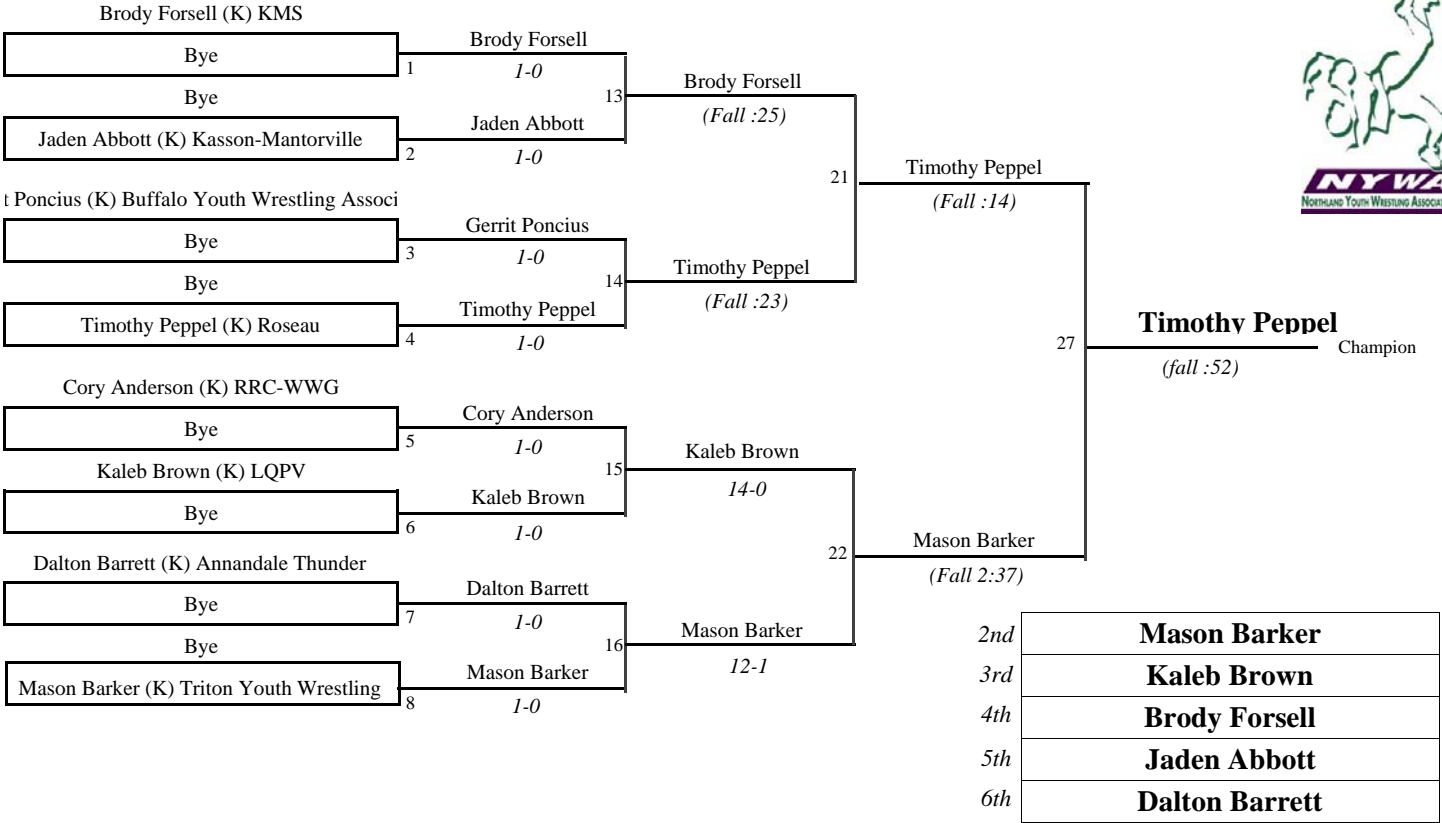 Brody Forsell (K) KMS
Bye
1
Bye
Jaden Abbott (K) Kasson-Mantorville
2
t Poncius (K) Buffalo Youth Wrestling Associ
Bye
3
Bye
Timothy Peppel (K) Roseau
4
Cory Anderson (K) RRC-WWG
Bye
5
Kaleb Brown (K) LQPV
Bye
6
Dalton Barrett (K) Annandale Thunder
Bye
7
Bye
Mason Barker (K) Triton Youth Wrestling
8
Brody Forsell
1-0
13
Jaden Abbott
1-0
Gerrit Poncius
1-0
14
Timothy Peppel
1-0
Cory Anderson
1-0
15
Kaleb Brown
1-0
Dalton Barrett
1-0
16
Mason Barker
1-0
Brody Forsell
(Fall :25)
21
Timothy Peppel
(Fall :23)
Kaleb Brown
14-0
22
Mason Barker
12-1
Timothy Peppel
(Fall :14)
27
Mason Barker
(Fall 2:37)
Timothy Peppel
Champion
(fall :52)
NYWA
NORTHLAND YOUTH WRESTLING ASSOCIA
2nd Mason Barker
3rd Kaleb Brown
4th Brody Forsell
5th Jaden Abbott
6th Dalton Barrett